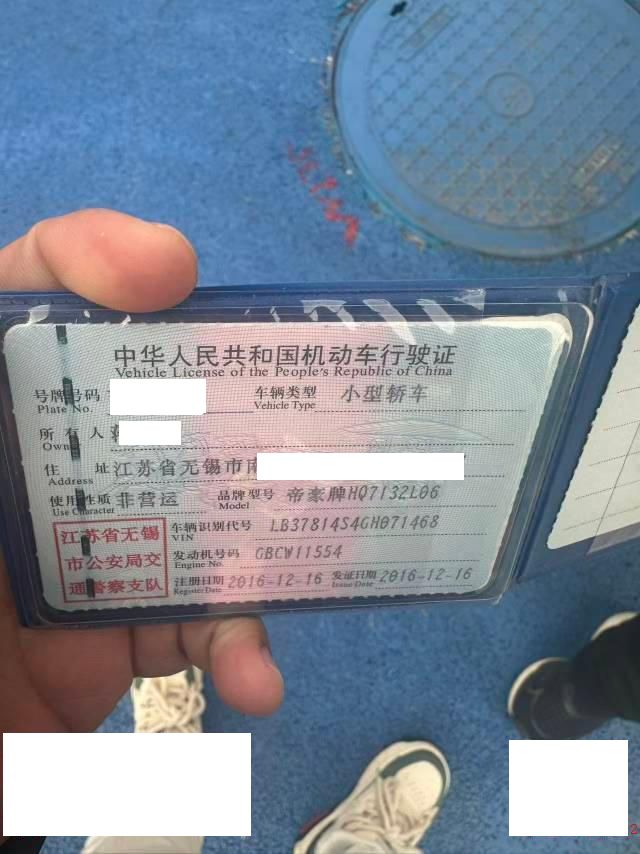 中华人民共和国机动车行驶证
Vehicle License of the People's Republic of China
号牌号码 车辆类型 小型轿车
Plate No. Vehicle Type
所有人
Owner
住址 江苏省无锡市南
Address
使用性质 非营运 品牌型号 帝豪牌HQ7132L06
Use Character Model
江苏省无锡
市公安局交
通警察支队
车辆识别代号 LB37814S4GH071468
VIN
发动机号码 GBCW11554
Engine No.
注册日期 2016-12-16 发证日期 2016-12-16
Register Date Issue Date
2